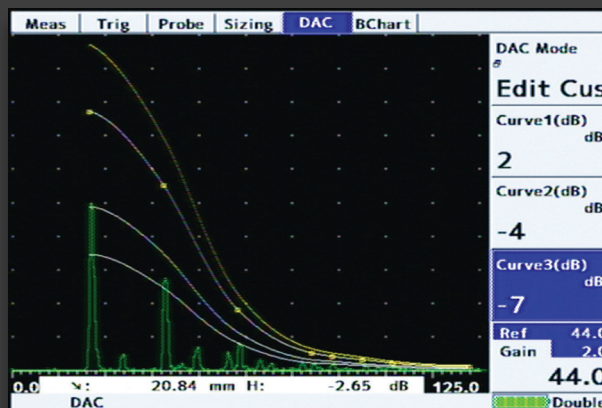 Meas Trig Probe Sizing DAC BChart
DAC Mode
Edit Cus
Curve1(dB)
dB
2
Curve2(dB)
dB
-4
Curve3(dB)
dB
-7
Ref 44.0
Gain 2.0
44.0
0.0 ↘: 20.84 mm H: -2.65 dB 125.0
DAC
Double